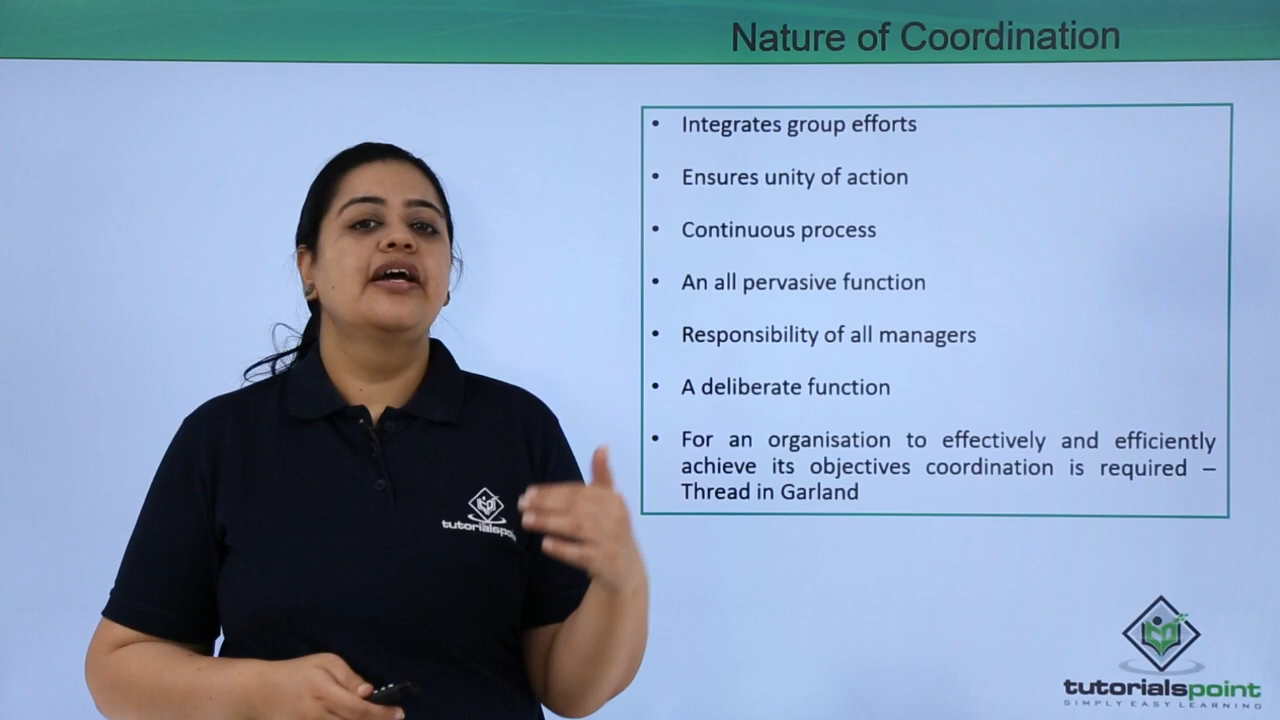 Nature of Coordination
• Integrates group efforts
• Ensures unity of action
• Continuous process
• An all pervasive function
• Responsibility of all managers
• A deliberate function
• For an organisation to effectively and efficiently
achieve its objectives coordination is required –
Thread in Garland
tutorialspoint
tutorialspoint
SIMPLY EASY LEARNING